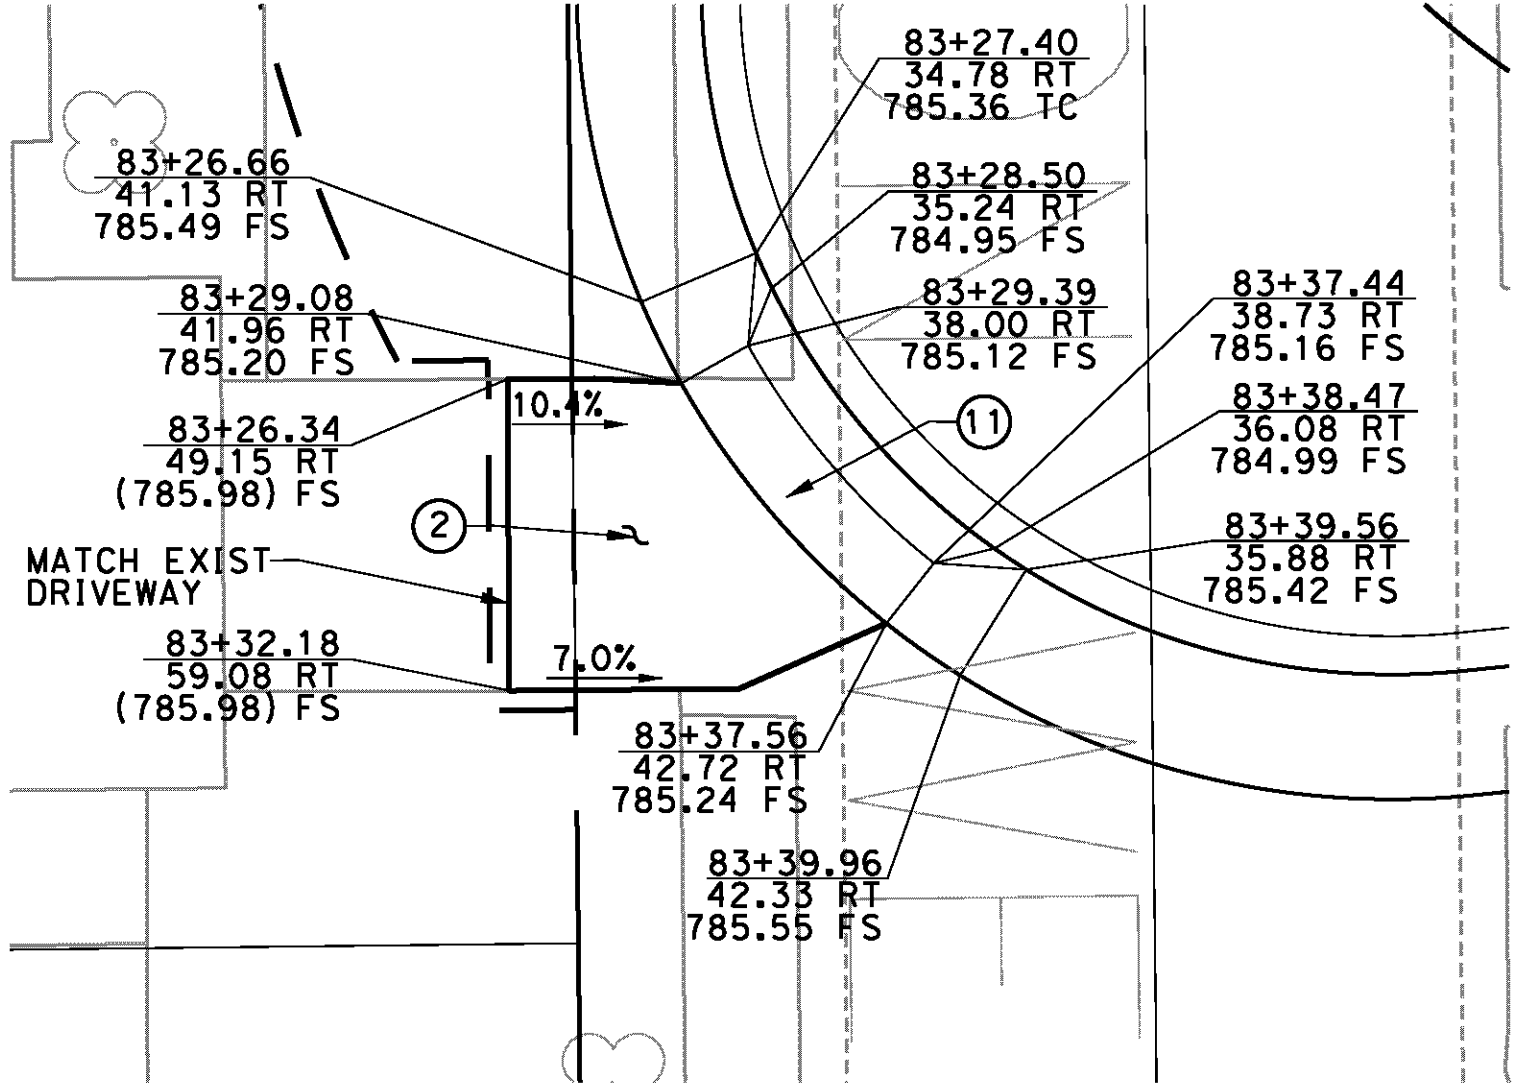 83+27.40
34.78 RT
785.36 TC
83+26.66
41.13 RT
785.49 FS
83+28.50
35.24 RT
784.95 FS
83+29.08
41.96 RT
785.20 FS
83+29.39
38.00 RT
785.12 FS
83+37.44
38.73 RT
785.16 FS
10.4%
83+26.34
49.15 RT
(785.98) FS
11
83+38.47
36.08 RT
784.99 FS
2
83+39.56
35.88 RT
785.42 FS
MATCH EXIST
DRIVEWAY
83+32.18
59.08 RT
(785.98) FS
7.0%
83+37.56
42.72 RT
785.24 FS
83+39.96
42.33 RT
785.55 FS